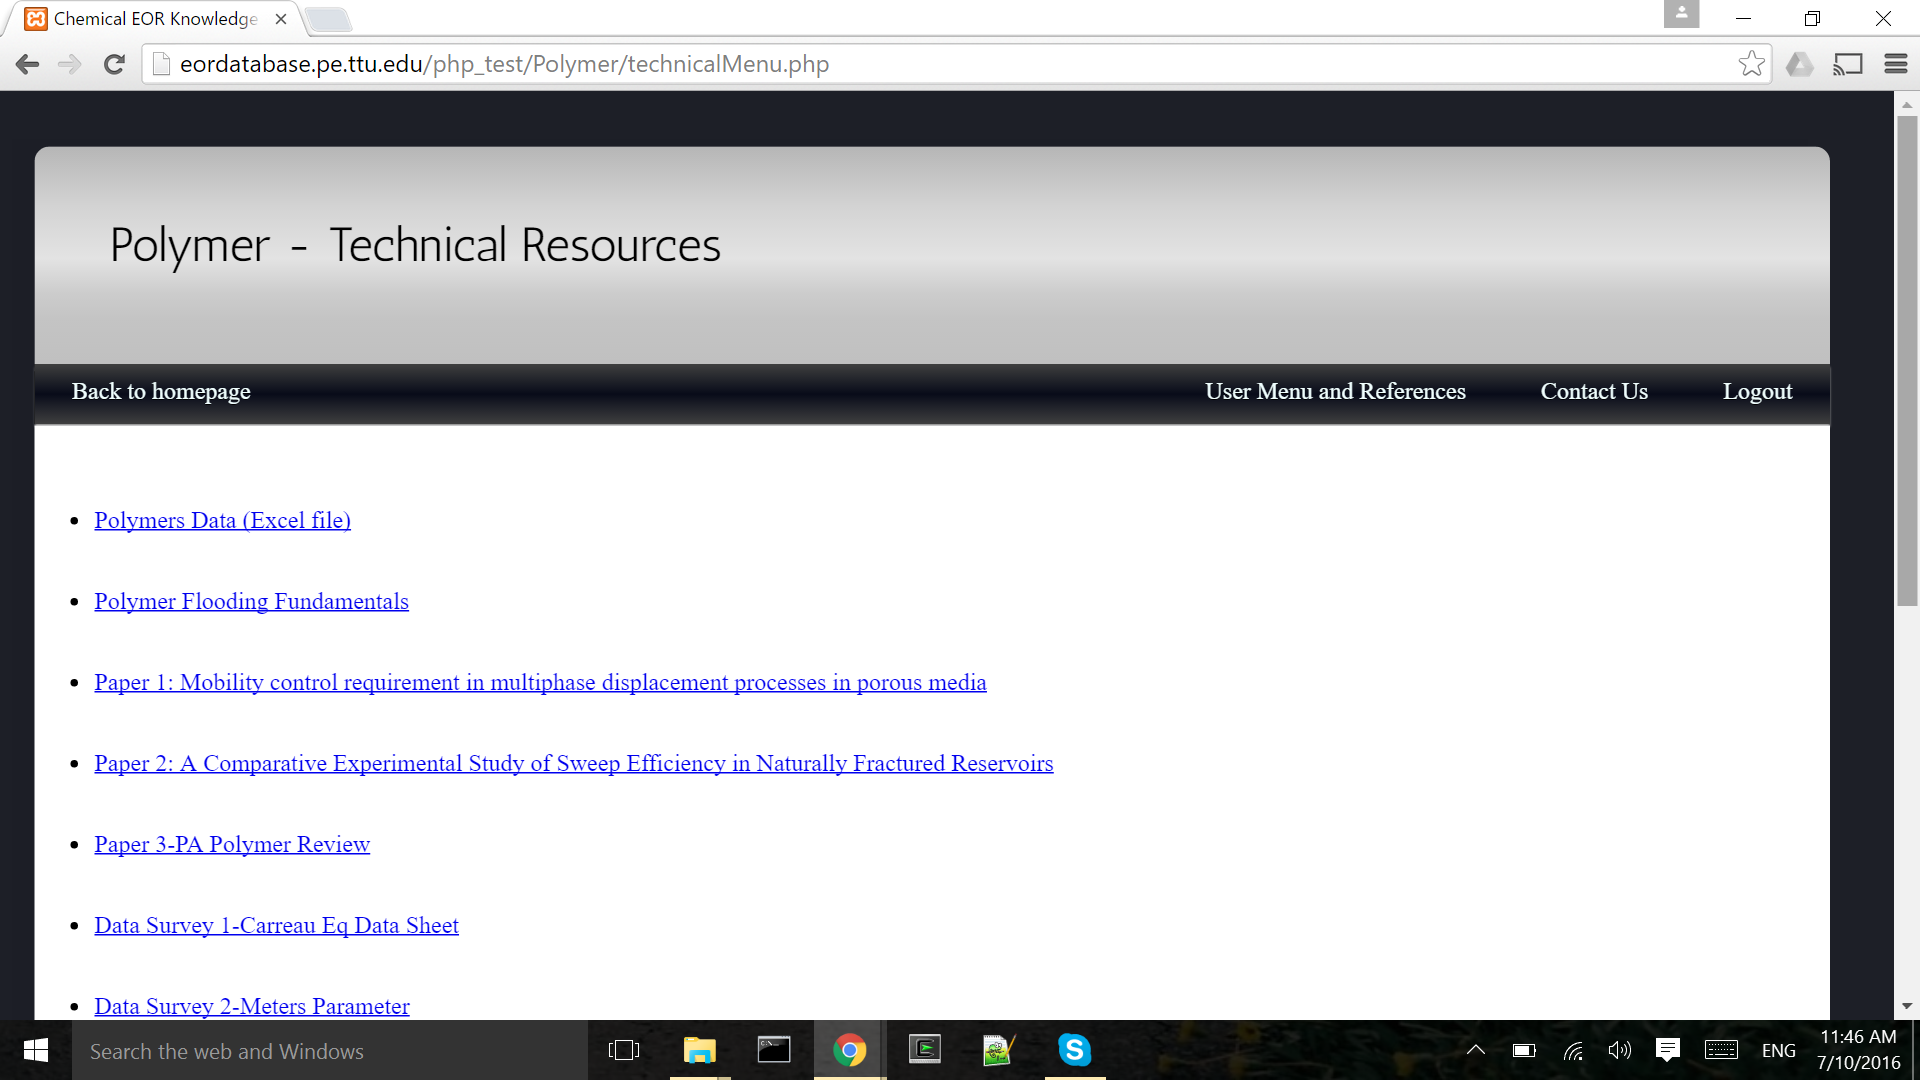 Chemical EOR Knowledge
eordatabase.pe.ttu.edu/php_test/Polymer/technicalMenu.php
Polymer - Technical Resources
Back to homepage
User Menu and References
Contact Us
Logout
Polymers Data (Excel file)
Polymer Flooding Fundamentals
Paper 1: Mobility control requirement in multiphase displacement processes in porous media
Paper 2: A Comparative Experimental Study of Sweep Efficiency in Naturally Fractured Reservoirs
Paper 3-PA Polymer Review
Data Survey 1-Carreau Eq Data Sheet
Data Survey 2-Meters Parameter
Search the web and Windows
ENG
11:46 AM
7/10/2016